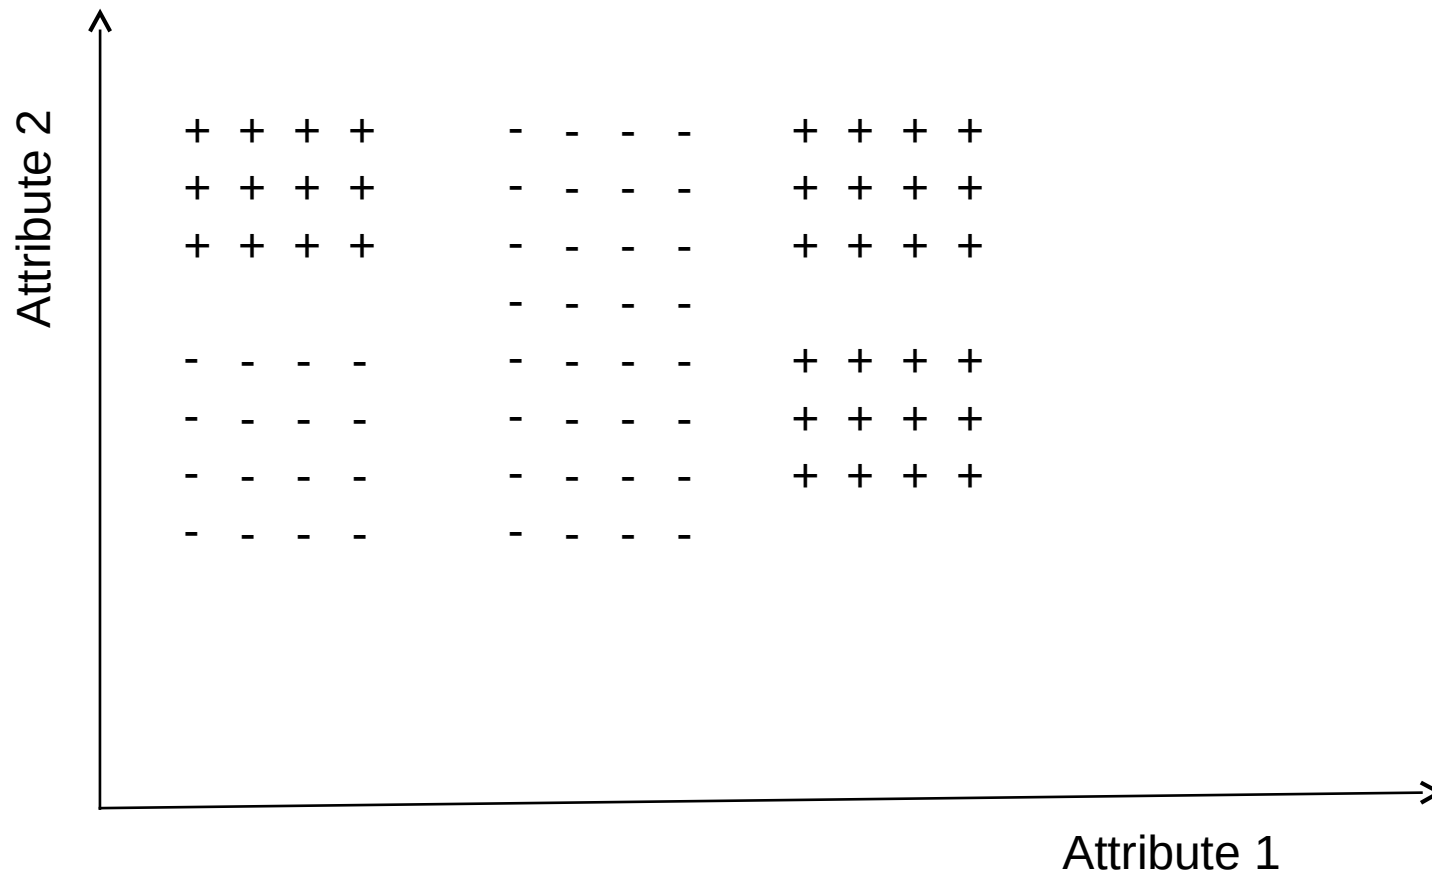 Attribute 2
+ + + + - - - - + + + +
+ + + + - - - - + + + +
+ + + + - - - - + + + +
- - - -
- - - - - - - - + + + +
- - - - - - - - + + + +
- - - - - - - - + + + +
- - - - - - - -
Attribute 1